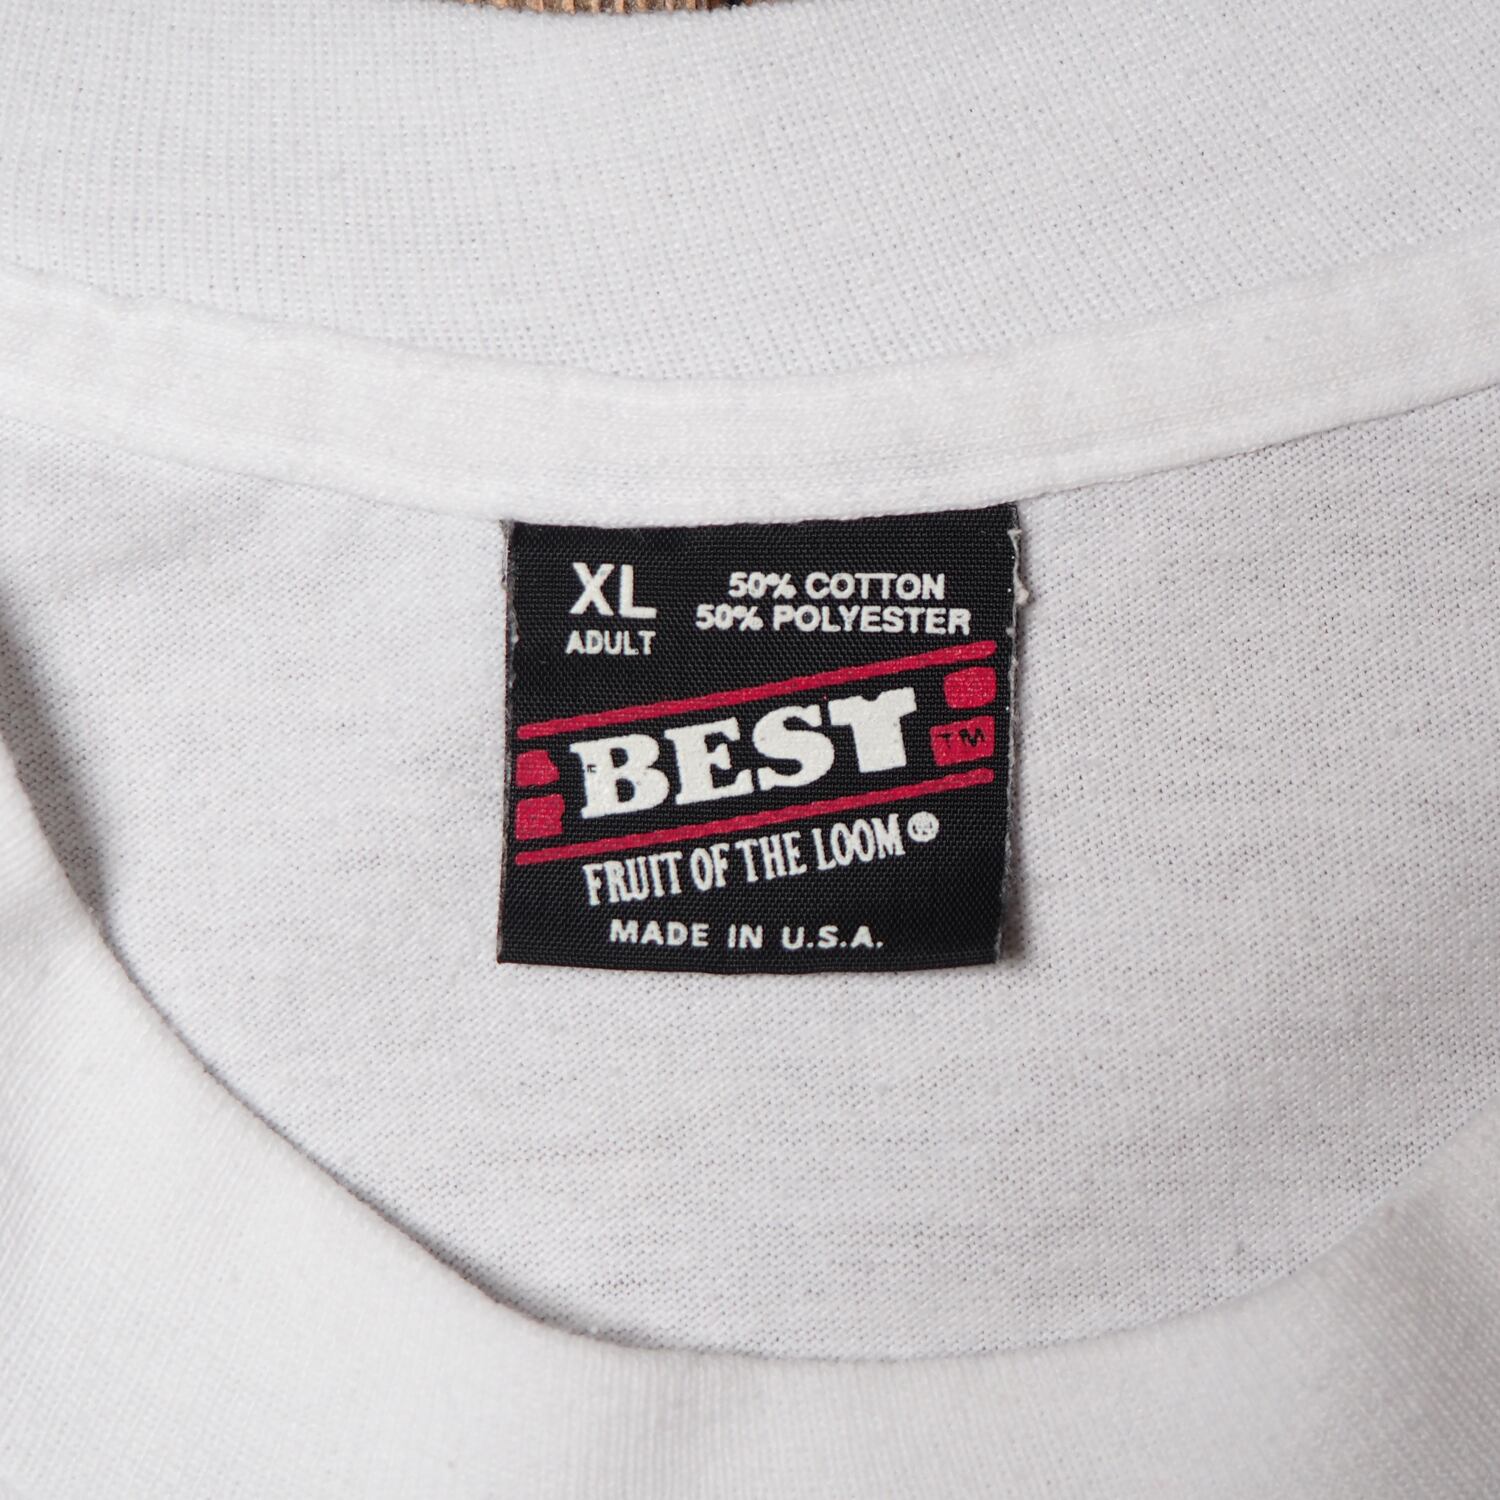 XL
ADULT
50% COTTON
50% POLYESTER
BEST
TM
FRUIT OF THE LOOM®
MADE IN U.S.A.